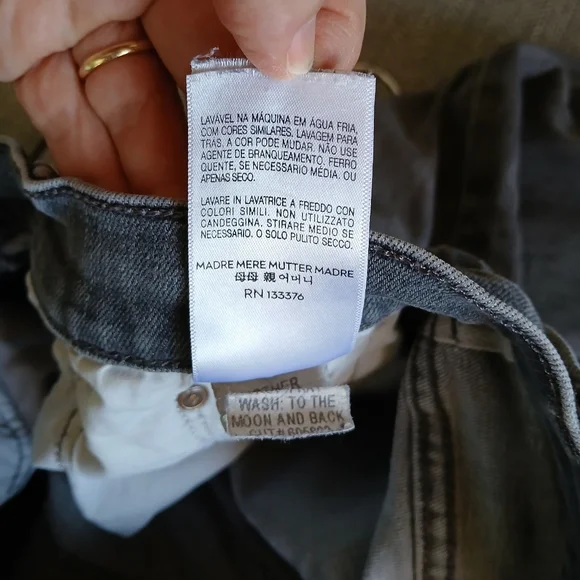 LAVÁVEL NA MÁQUINA EM ÁGUA FRIA,
COM CORES SIMILARES. LAVAGEM PARA
TRAS. A COR PODE MUDAR. NÃO USE
AGENTE DE BRANQUEAMENTO. FERRO
QUENTE, SE NECESSARIO MÉDIA. OU
APENAS SECO.
LAVARE IN LAVATRICE A FREDDO CON
COLORI SIMILI. NON UTILIZZATO
CANDEGGINA. STIRARE MEDIO SE
NECESSARIO. O SOLO PULITO SECCO.
MADRE MERE MUTTER MADRE
母母 親 어머니
RN 133376
WASH: TO THE
MOON AND BACK